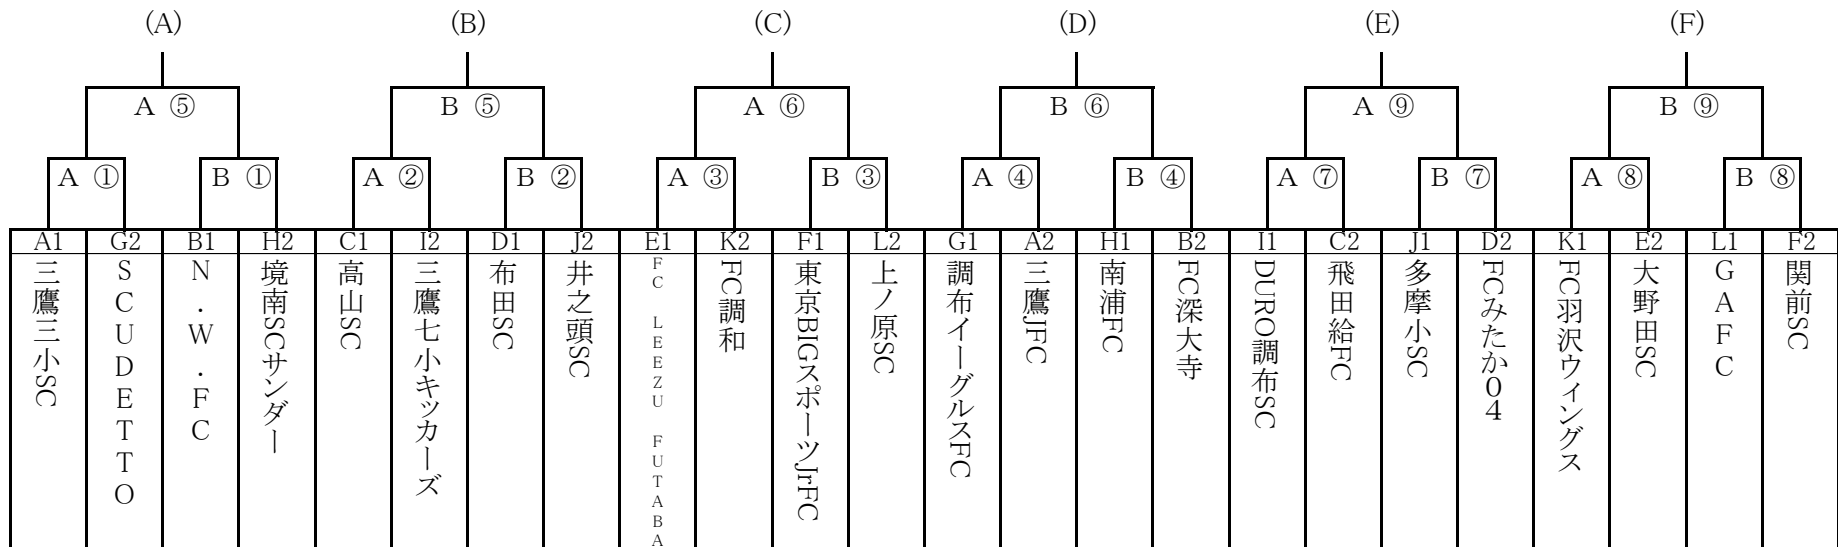 (A) (B) (C) (D) (E) (F)
A ⑤ B ⑤ A ⑥ B ⑥ A ⑨ B ⑨
A ① B ① A ② B ② A ③ B ③ A ④ B ④ A ⑦ B ⑦ A ⑧ B ⑧
A1 G2 B1 H2 C1 I2 D1 J2 E1 K2 F1 L2 G1 A2 H1 B2 I1 C2 J1 D2 K1 E2 L1 F2
三鷹三小SC
SCUDETTO
N.W.FC
境南SCサンダー
高山SC
三鷹七小キッカーズ
布田SC
井之頭SC
FC LEEZU FUTABA
FC調和
東京BIGスポーツJrFC
上ノ原SC
調布イーグルスFC
三鷹JFC
南浦FC
FC深大寺
DURO調布SC
飛田給FC
多摩小SC
FCみたか04
FC羽沢ウィングス
大野田SC
GAFC
関前SC